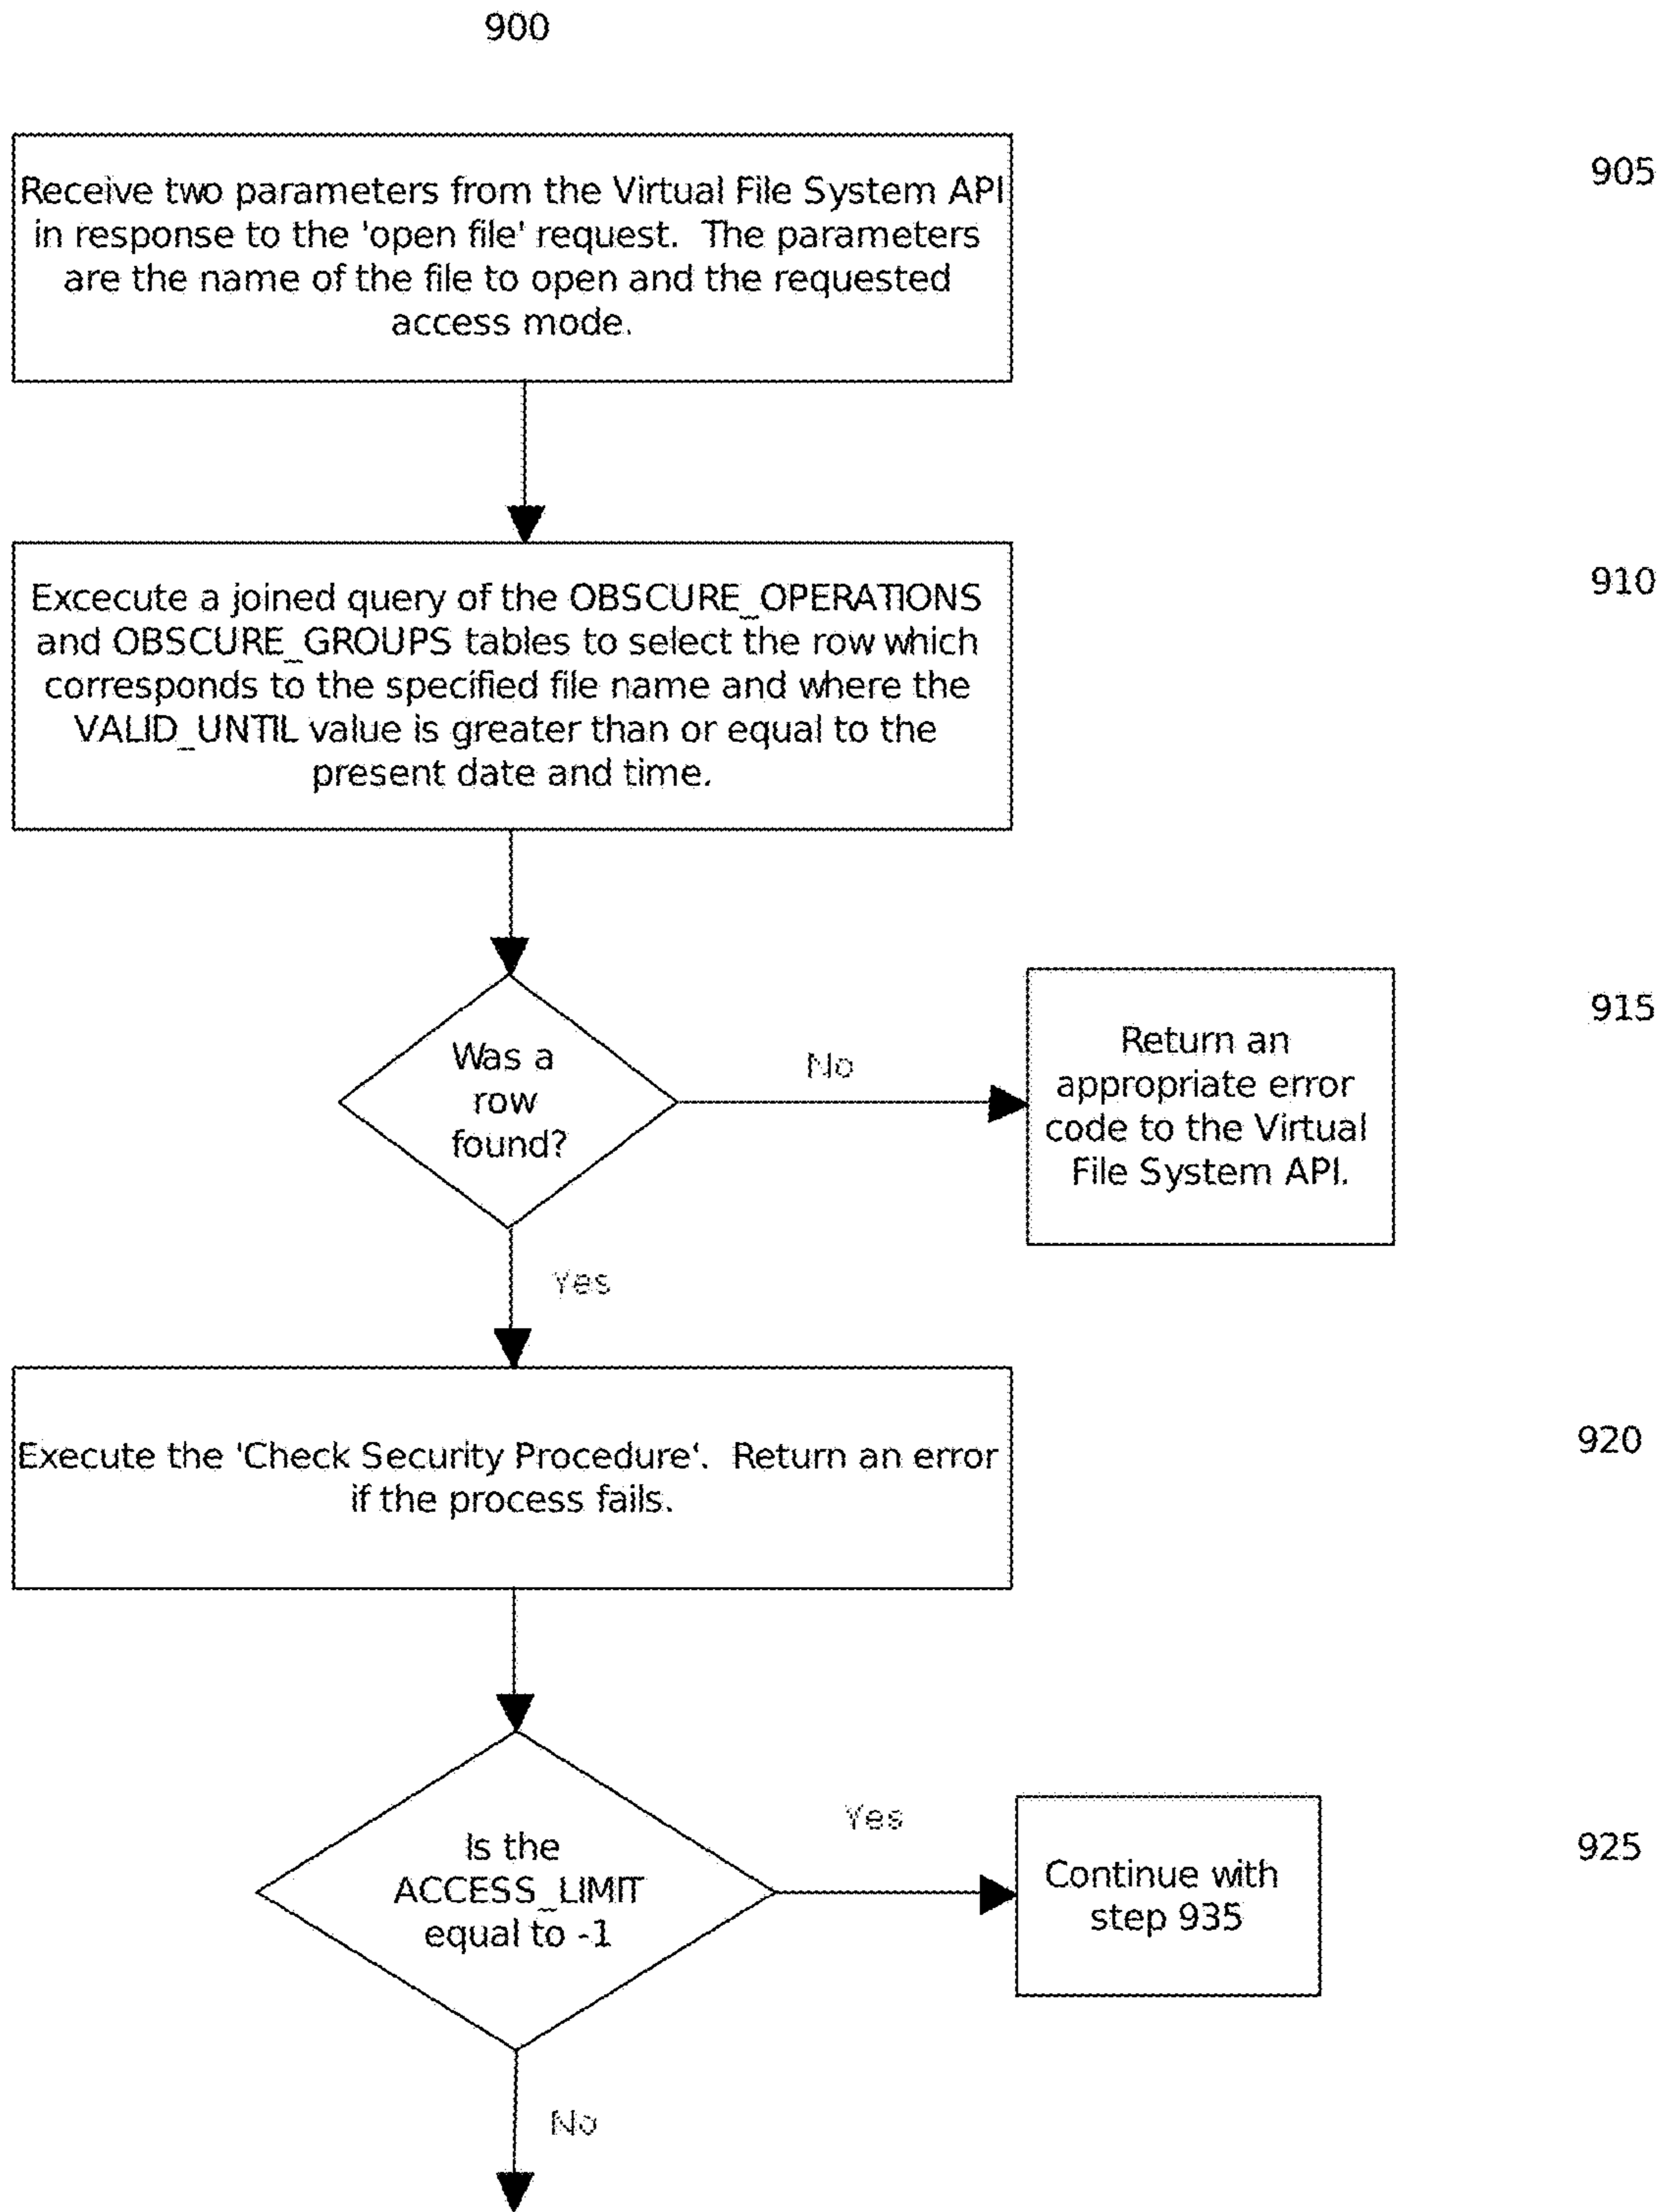 900
Receive two parameters from the Virtual File System API
in response to the 'open file' request.  The parameters
are the name of the file to open and the requested
access mode.
905
Excecute a joined query of the OBSCURE_OPERATIONS
and OBSCURE_GROUPS tables to select the row which
corresponds to the specified file name and where the
VALID_UNTIL value is greater than or equal to the
present date and time.
910
Was a
row
found?
No
Return an
appropriate error
code to the Virtual
File System API.
915
Yes
Execute the 'Check Security Procedure'.  Return an error
if the process fails.
920
Is the
ACCESS_LIMIT
equal to -1
Yes
Continue with
step 935
925
No